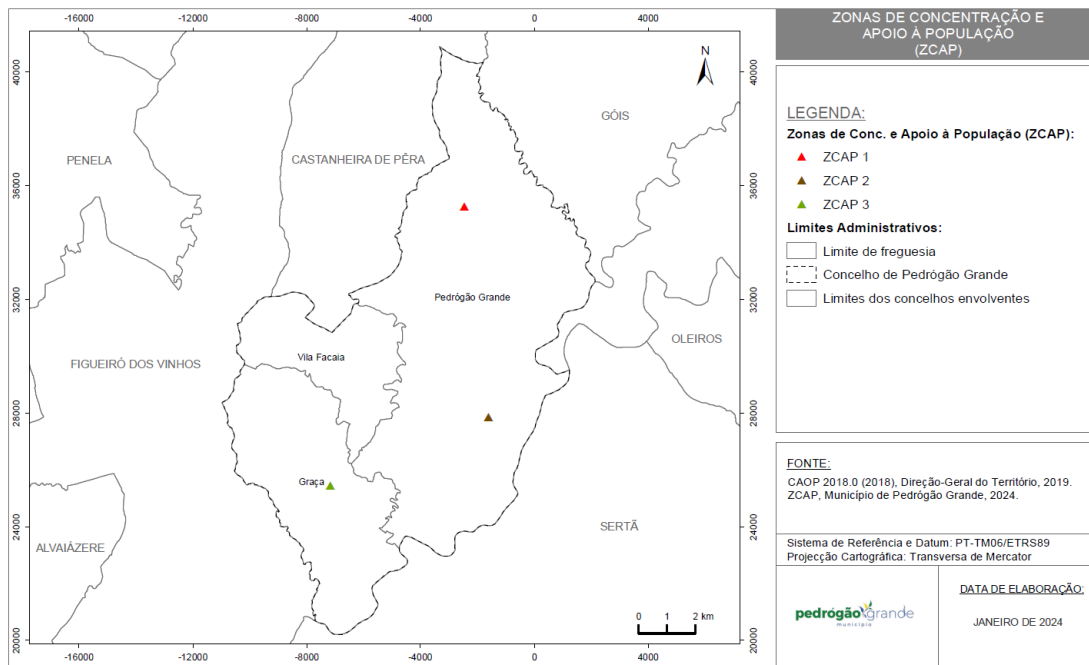 -16000 -12000 -8000 -4000 0 4000
40000 40000
36000 36000
32000 32000
28000 28000
24000 24000
20000 20000
-16000 -12000 -8000 -4000 0 4000
N
GÓIS
PENELA
CASTANHEIRA DE PÊRA
Pedrógão Grande
OLEIROS
Vila Facaia
FIGUEIRÓ DOS VINHOS
Graça
SERTÃ
ALVAIÁZERE
0 1 2 km
ZONAS DE CONCENTRAÇÃO E
APOIO À POPULAÇÃO
(ZCAP)
LEGENDA:
Zonas de Conc. e Apoio à População (ZCAP):
ZCAP 1
ZCAP 2
ZCAP 3
Limites Administrativos:
Limite de freguesia
Concelho de Pedrógão Grande
Limites dos concelhos envolventes
FONTE:
CAOP 2018.0 (2018), Direção-Geral do Território, 2019.
ZCAP, Município de Pedrógão Grande, 2024.
Sistema de Referência e Datum: PT-TM06/ETRS89
Projecção Cartográfica: Transversa de Mercator
pedrógão grande
município
DATA DE ELABORAÇÃO:
JANEIRO DE 2024